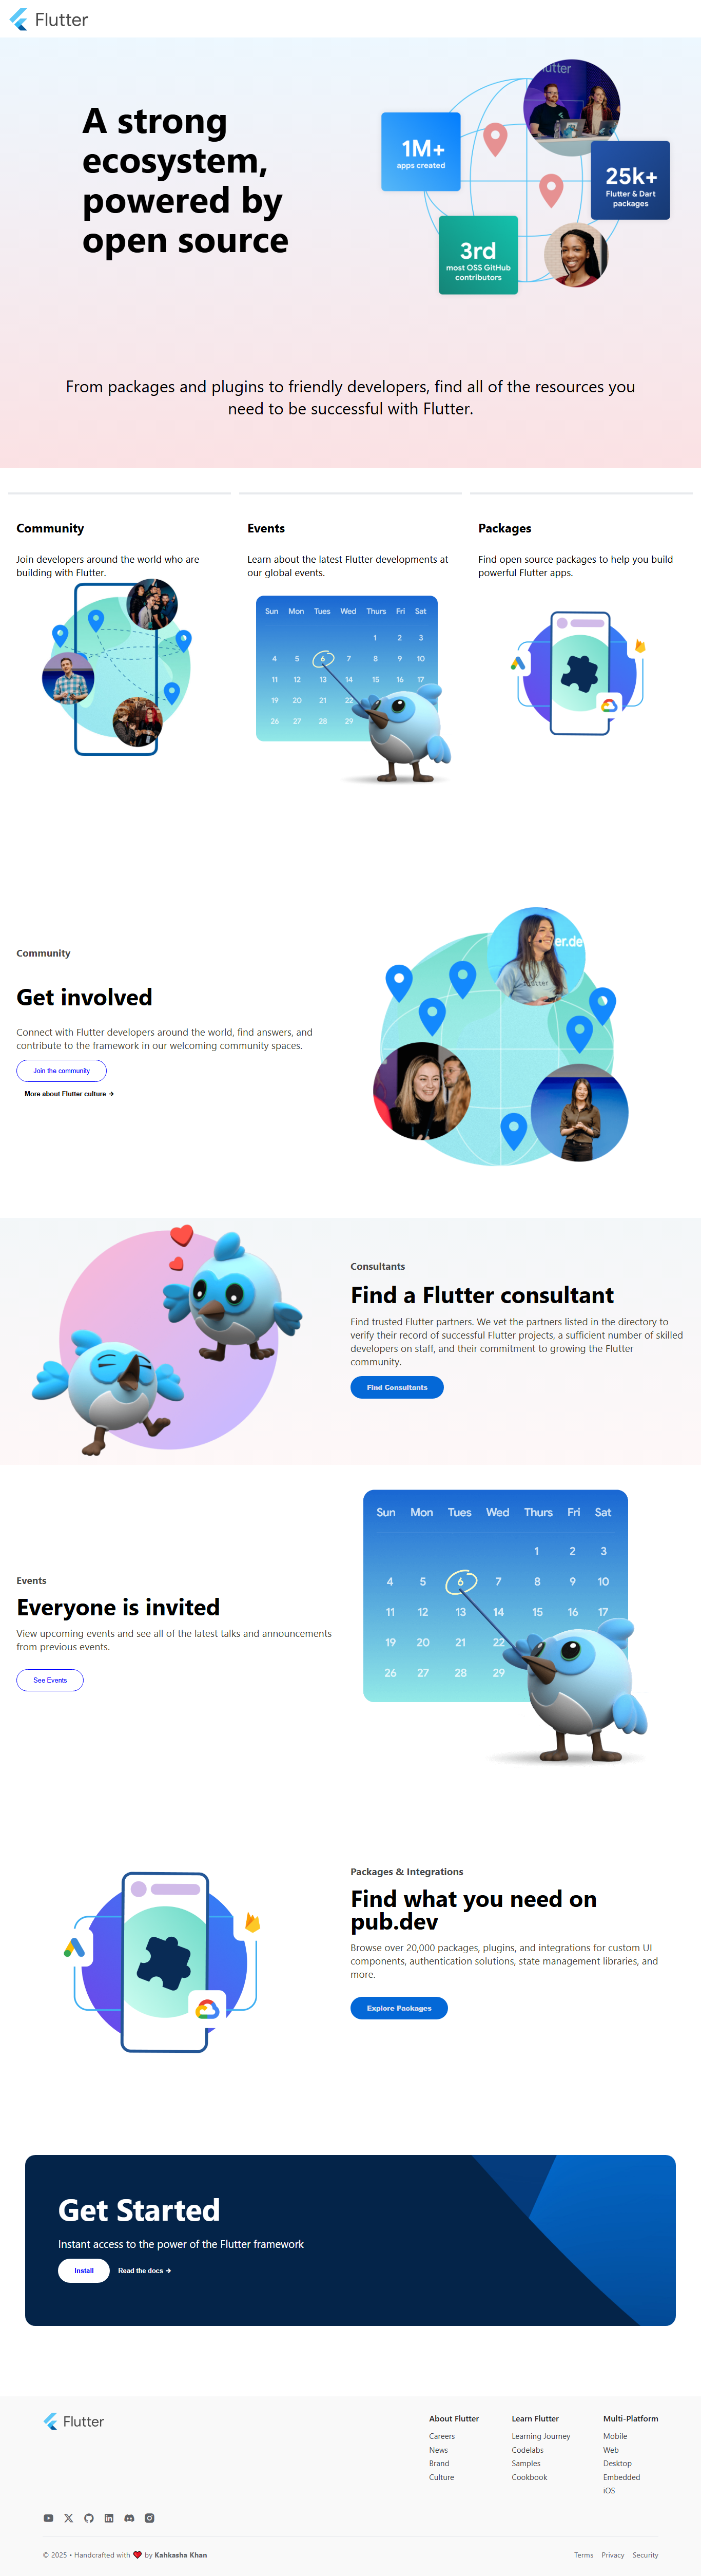 Flutter
A strong
ecosystem,
powered by
open source
utter
1M+
apps created
25k+
Flutter & Dart
packages
3rd
most OSS GitHub
contributors
From packages and plugins to friendly developers, find all of the resources you
need to be successful with Flutter.
Community
Join developers around the world who are
building with Flutter.
Events
Learn about the latest Flutter developments at
our global events.
Sun Mon Tues Wed Thurs Fri Sat
1 2 3
4 5 6 7 8 9 10
11 12 13 14 15 16 17
19 20 21 22
26 27 28 29
Packages
Find open source packages to help you build
powerful Flutter apps.
Community
Get involved
Connect with Flutter developers around the world, find answers, and
contribute to the framework in our welcoming community spaces.
Join the community
More about Flutter culture →
er.de
utter
Consultants
Find a Flutter consultant
Find trusted Flutter partners. We vet the partners listed in the directory to
verify their record of successful Flutter projects, a sufficient number of skilled
developers on staff, and their commitment to growing the Flutter
community.
Find Consultants
Events
Everyone is invited
View upcoming events and see all of the latest talks and announcements
from previous events.
See Events
Sun Mon Tues Wed Thurs Fri Sat
1 2 3
4 5 6 7 8 9 10
11 12 13 14 15 16 17
19 20 21 22
26 27 28 29
Packages & Integrations
Find what you need on
pub.dev
Browse over 20,000 packages, plugins, and integrations for custom UI
components, authentication solutions, state management libraries, and
more.
Explore Packages
Get Started
Instant access to the power of the Flutter framework
Install Read the docs →
Flutter
About Flutter
Careers
News
Brand
Culture
Learn Flutter
Learning Journey
Codelabs
Samples
Cookbook
Multi-Platform
Mobile
Web
Desktop
Embedded
iOS
© 2025 • Handcrafted with ❤️ by Kahkasha Khan
Terms Privacy Security